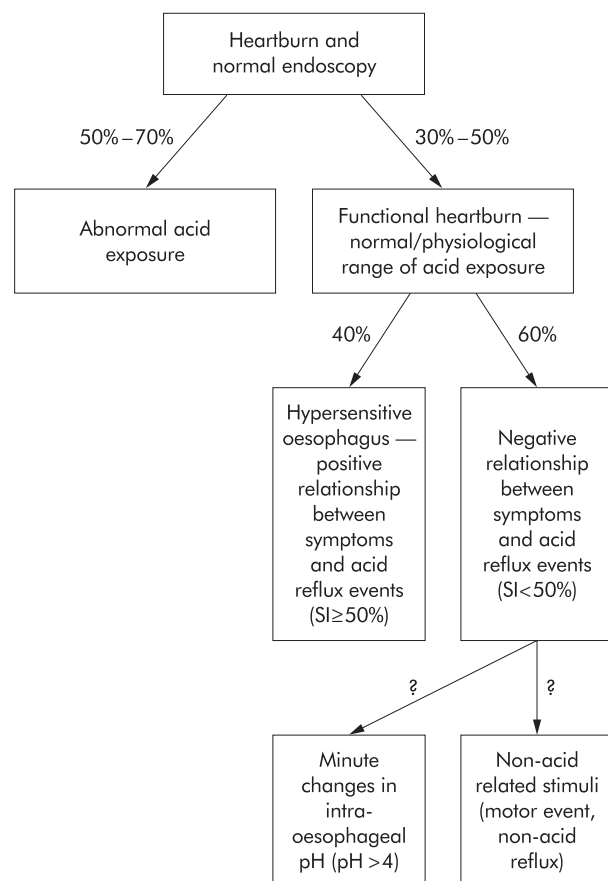 Heartburn and
normal endoscopy
50%–70%
30%–50%
Abnormal acid
exposure
Functional heartburn —
normal/physiological
range of acid exposure
40%
60%
Hypersensitive
oesophagus —
positive
relationship
between
symptoms
and acid
reflux events
(SI≥50%)
Negative
relationship
between
symptoms
and acid
reflux events
(SI<50%)
?
?
Minute
changes in
intra-
oesophageal
pH (pH >4)
Non-acid
related stimuli
(motor event,
non-acid
reflux)